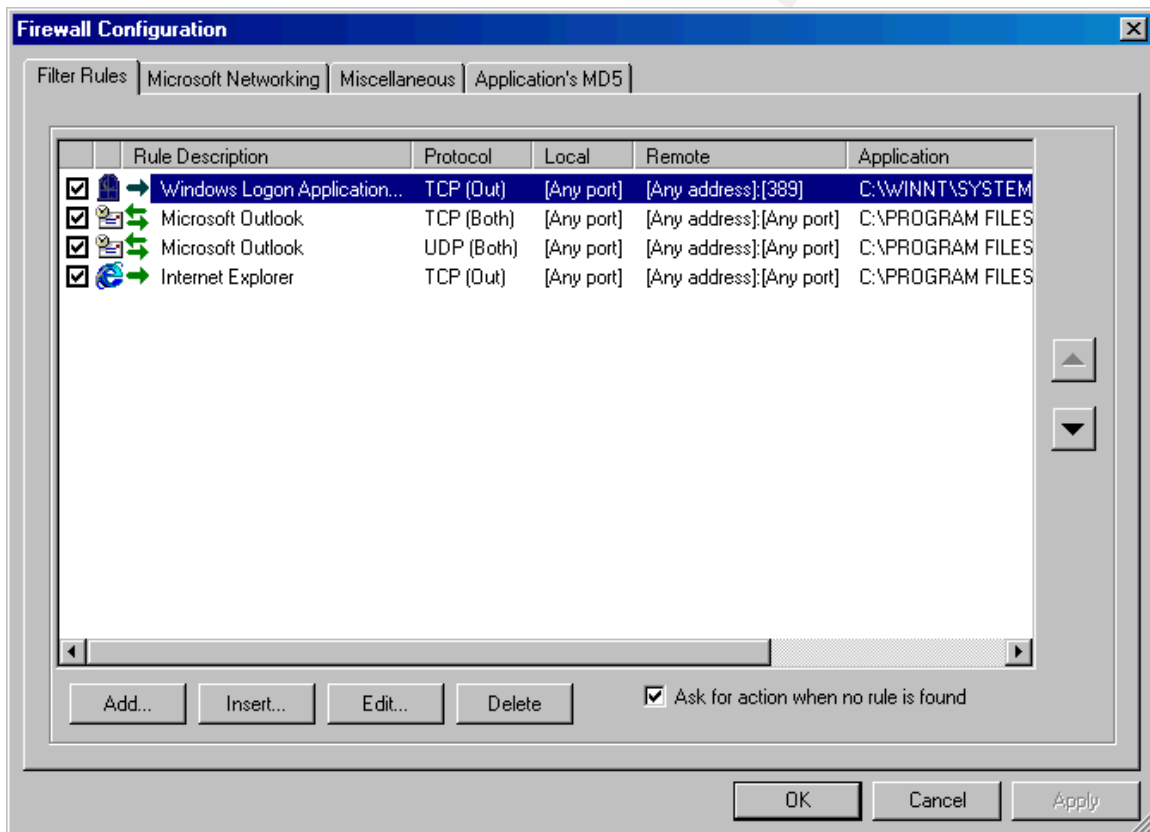 Firewall Configuration
Filter Rules Microsoft Networking Miscellaneous Application's MD5
Rule Description Protocol Local Remote Application
Windows Logon Application... TCP (Out) [Any port] [Any address]:[389] C:\WINNT\SYSTEM
Microsoft Outlook TCP (Both) [Any port] [Any address]:[Any port] C:\PROGRAM FILES
Microsoft Outlook UDP (Both) [Any port] [Any address]:[Any port] C:\PROGRAM FILES
Internet Explorer TCP (Out) [Any port] [Any address]:[Any port] C:\PROGRAM FILES
Add... Insert... Edit... Delete Ask for action when no rule is found
OK Cancel Apply